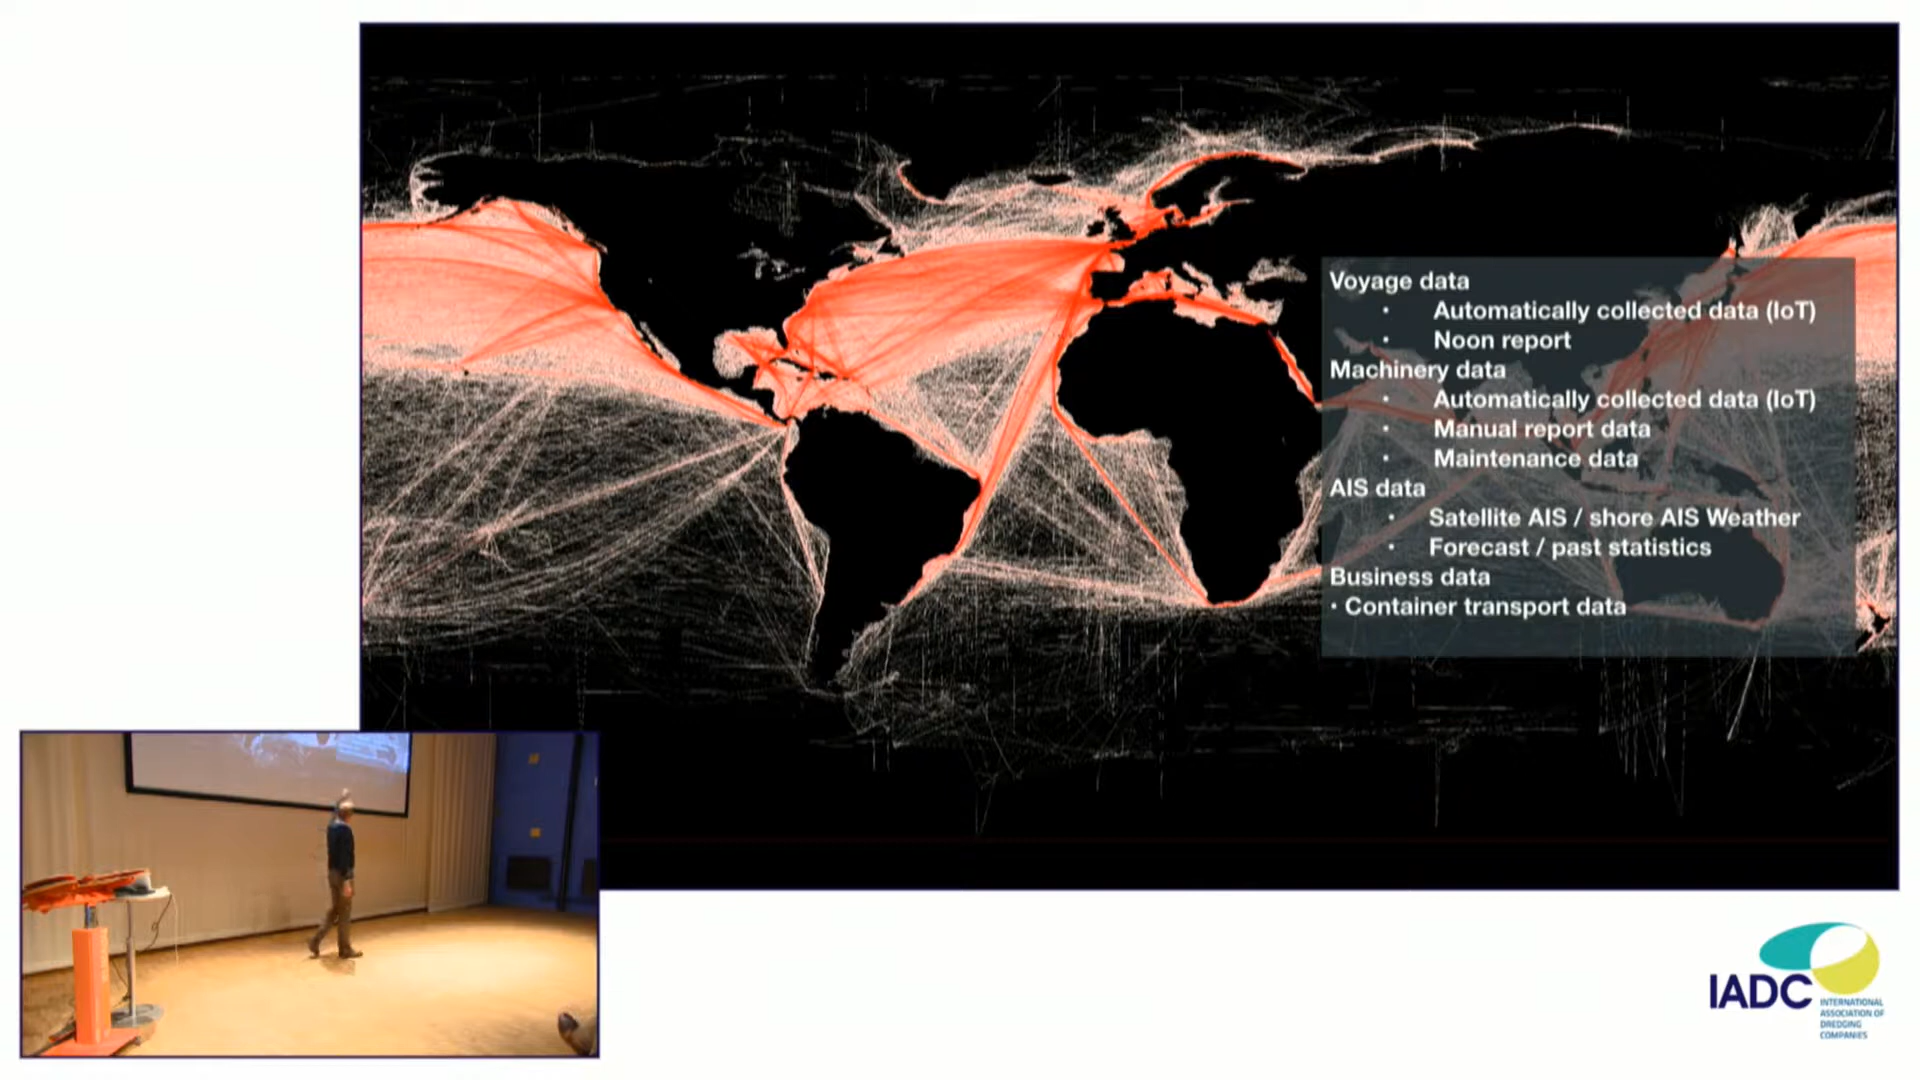 Voyage data
• Automatically collected data (IoT)
• Noon report
Machinery data
• Automatically collected data (IoT)
• Manual report data
• Maintenance data
AIS data
• Satellite AIS / shore AIS Weather
• Forecast / past statistics
Business data
• Container transport data
IADC
INTERNATIONAL
ASSOCIATION OF
DREDGING
COMPANIES